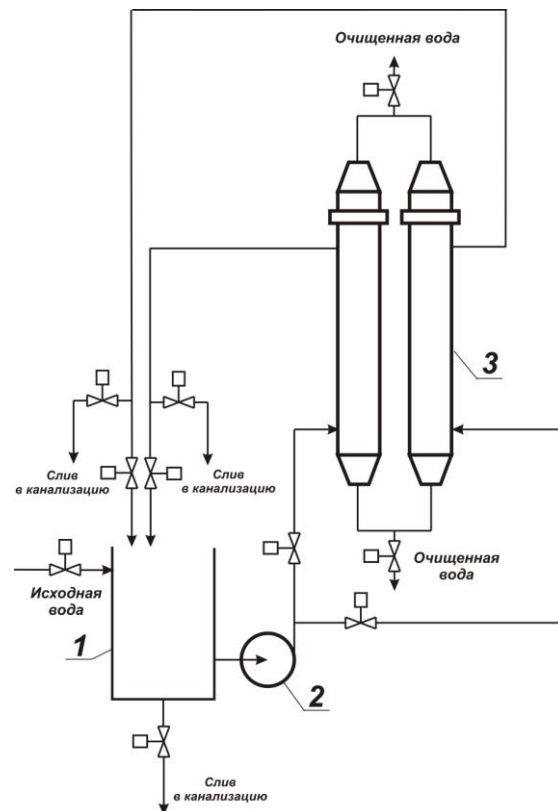 Очищенная вода
3
Слив
в канализацию
Слив
в канализацию
Исходная
вода
Очищенная
вода
1
2
Слив
в канализацию